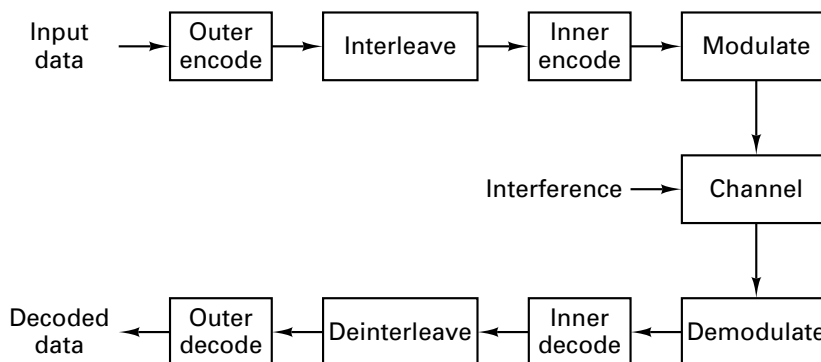 Input
data
Outer
encode
Interleave
Inner
encode
Modulate
Interference
Channel
Decoded
data
Outer
decode
Deinterleave
Inner
decode
Demodulate